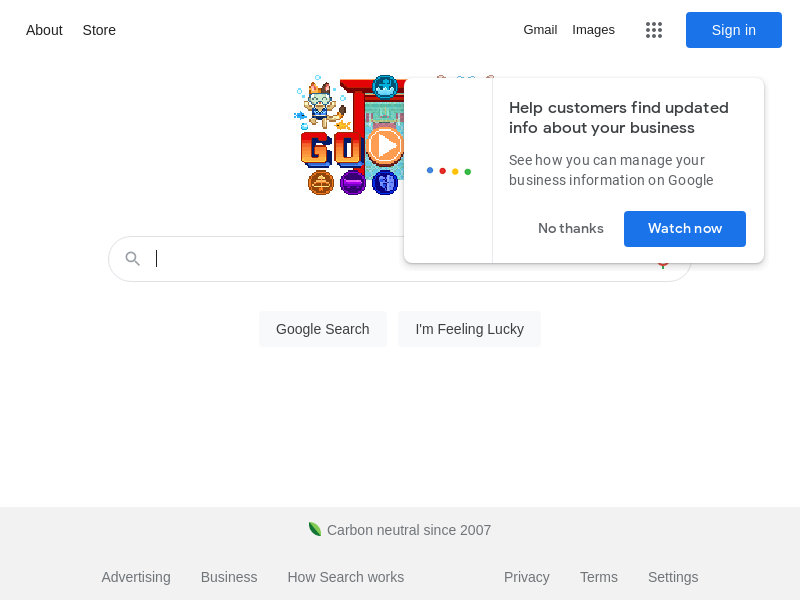 About Store
Gmail Images
Sign in
GO
Help customers find updated
info about your business
See how you can manage your
business information on Google
No thanks
Watch now
Google Search
I'm Feeling Lucky
Carbon neutral since 2007
Advertising Business How Search works
Privacy Terms Settings